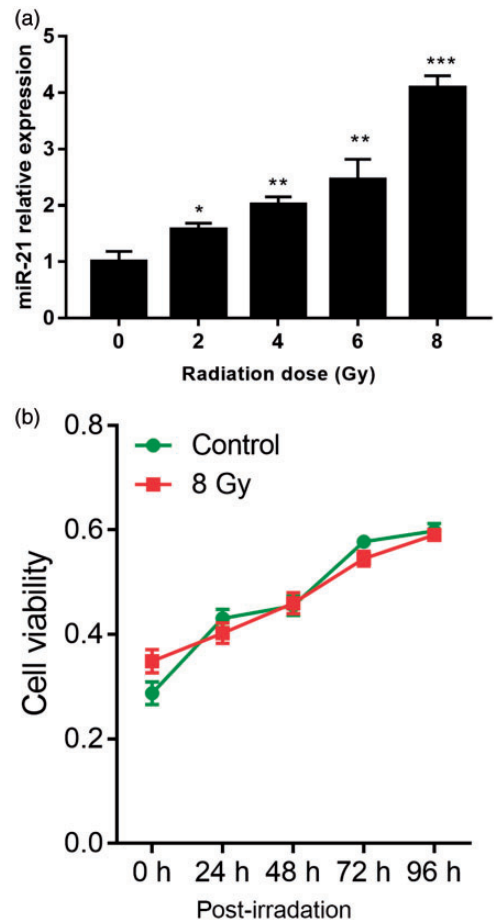 (a)
miR-21 relative expression
5
4
3
2
1
0
*
**
**
***
0 2 4 6 8
Radiation dose (Gy)
(b)
Cell viability
0.8
0.6
0.4
0.2
0.0
Control
8 Gy
0 h 24 h 48 h 72 h 96 h
Post-irradiation